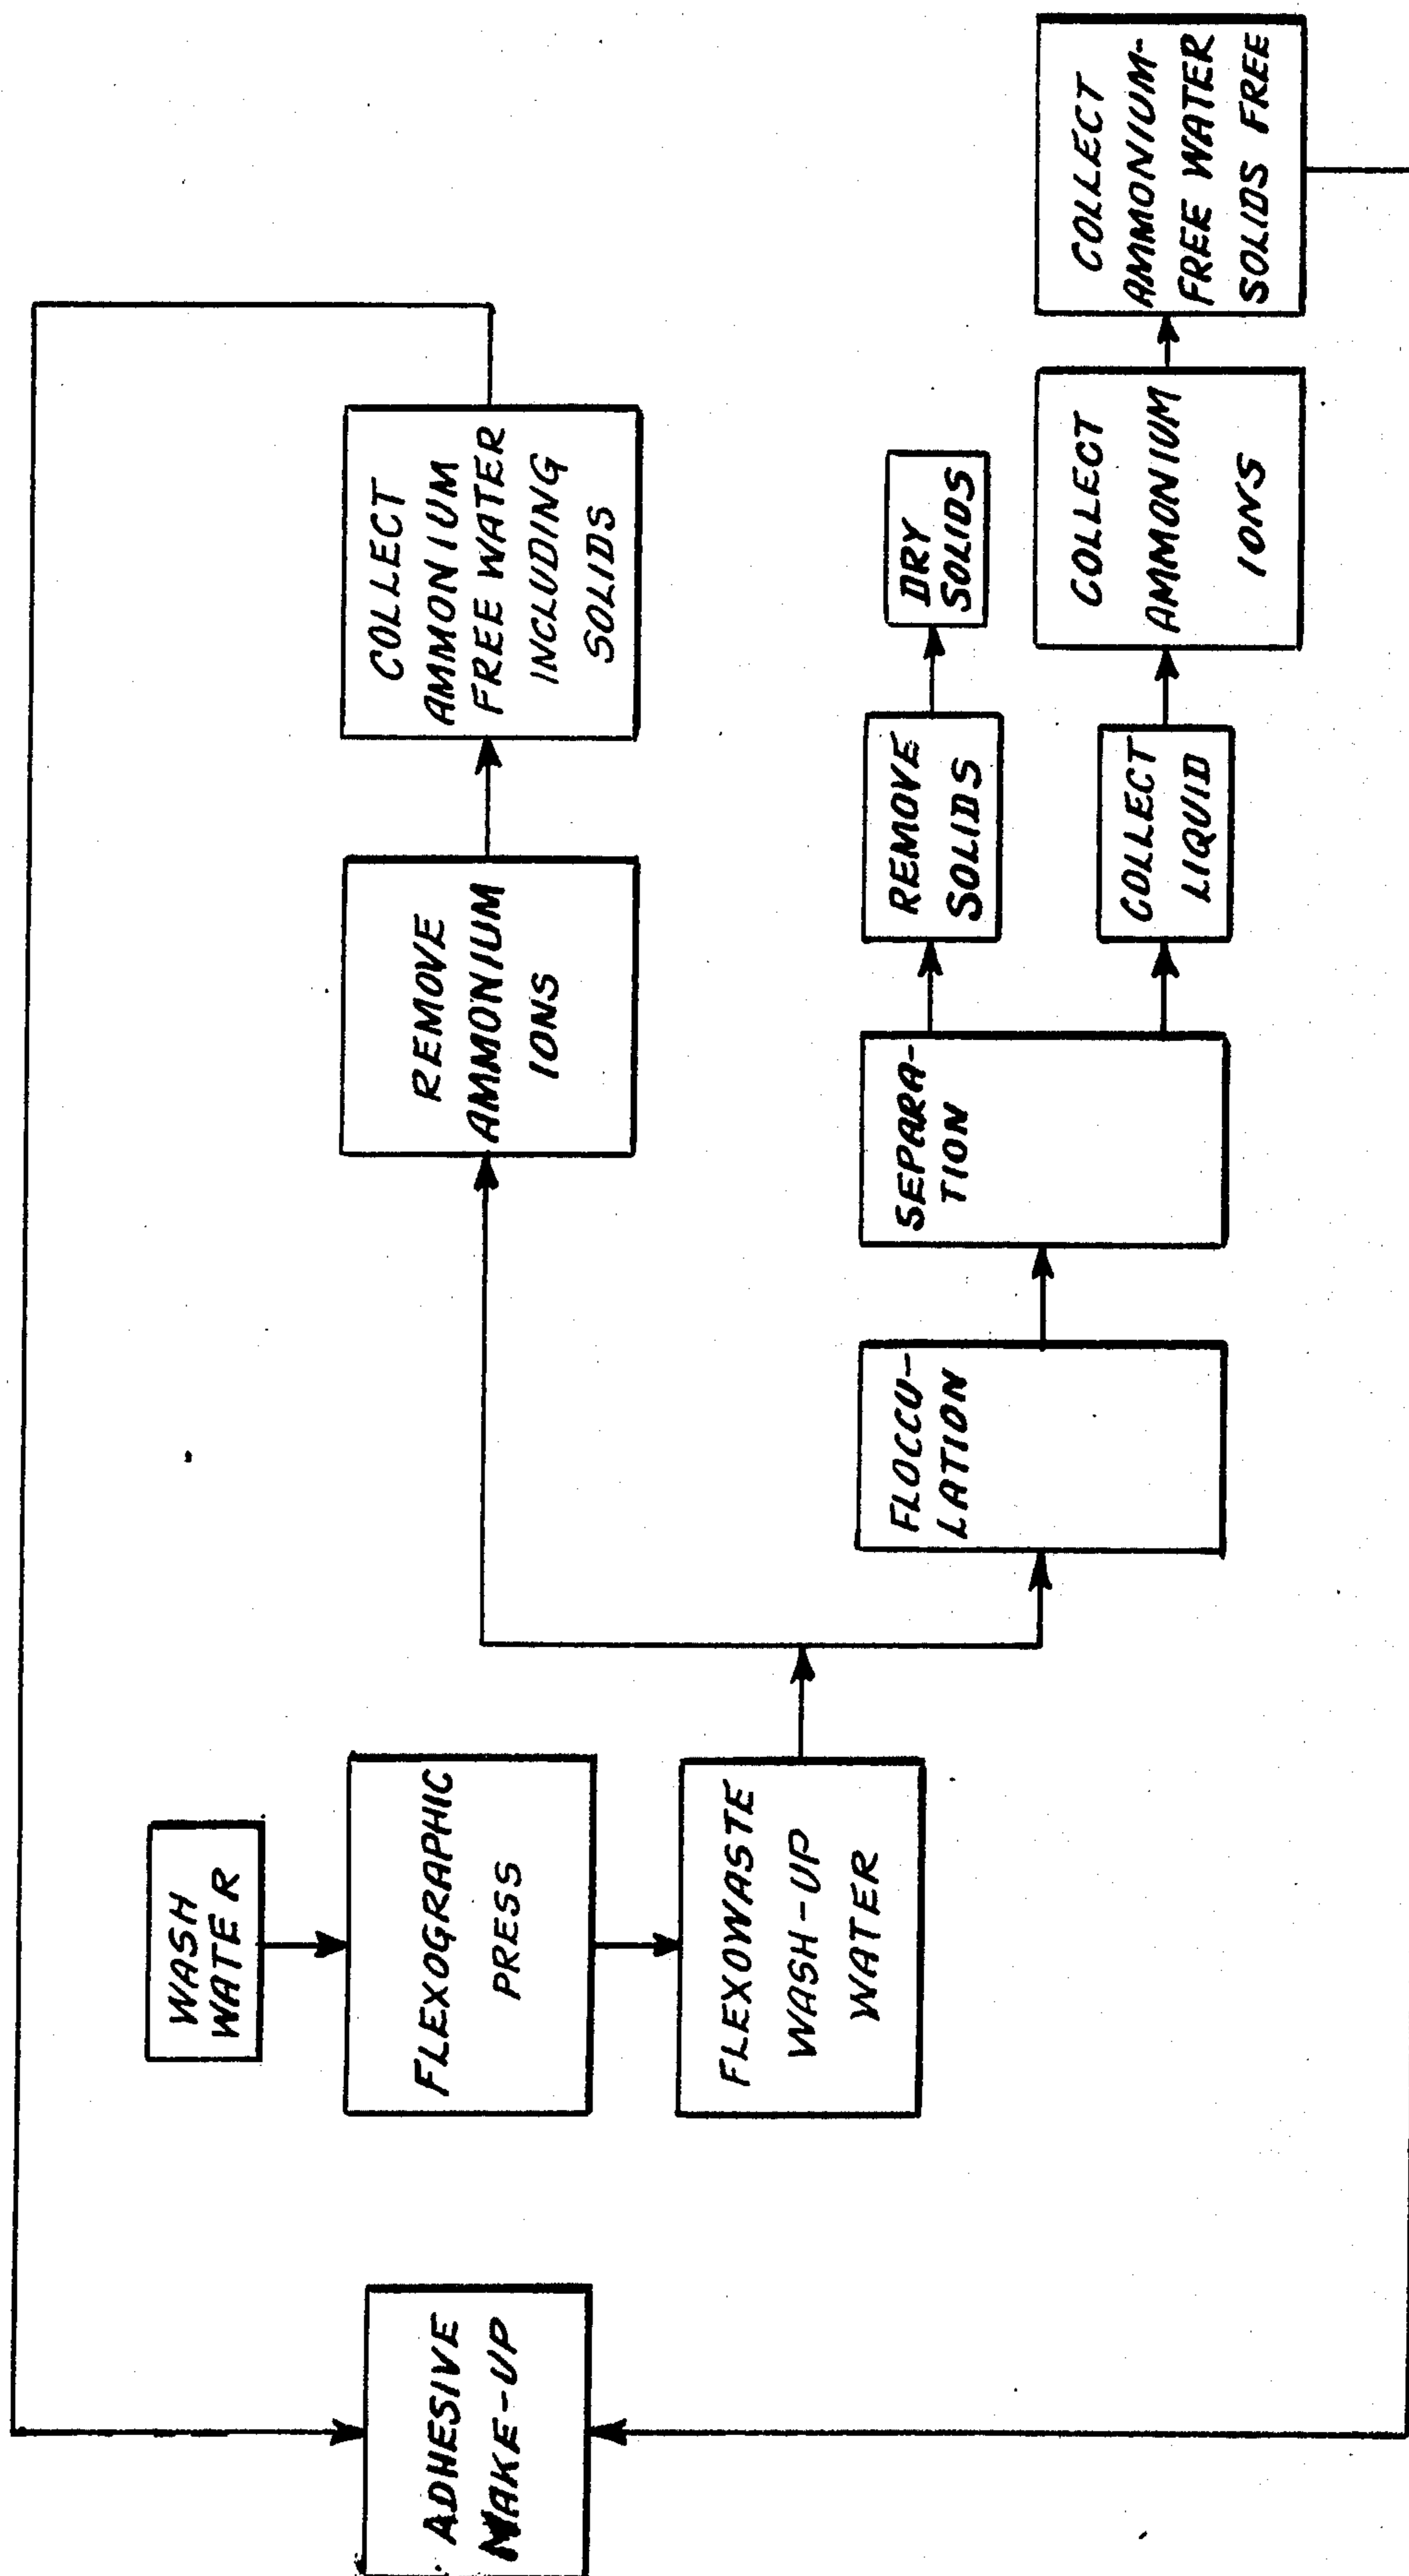 WASH
WATER
FLEXOGRAPHIC
PRESS
FLEXOWASTE
WASH-UP
WATER
REMOVE
AMMONIUM
IONS
COLLECT
AMMONIUM
FREE WATER
INCLUDING
SOLIDS
ADHESIVE
MAKE-UP
FLOCCU-
LATION
SEPARA-
TION
REMOVE
SOLIDS
DRY
SOLIDS
COLLECT
LIQUID
COLLECT
AMMONIUM
IONS
COLLECT
AMMONIUM-
FREE WATER
SOLIDS FREE